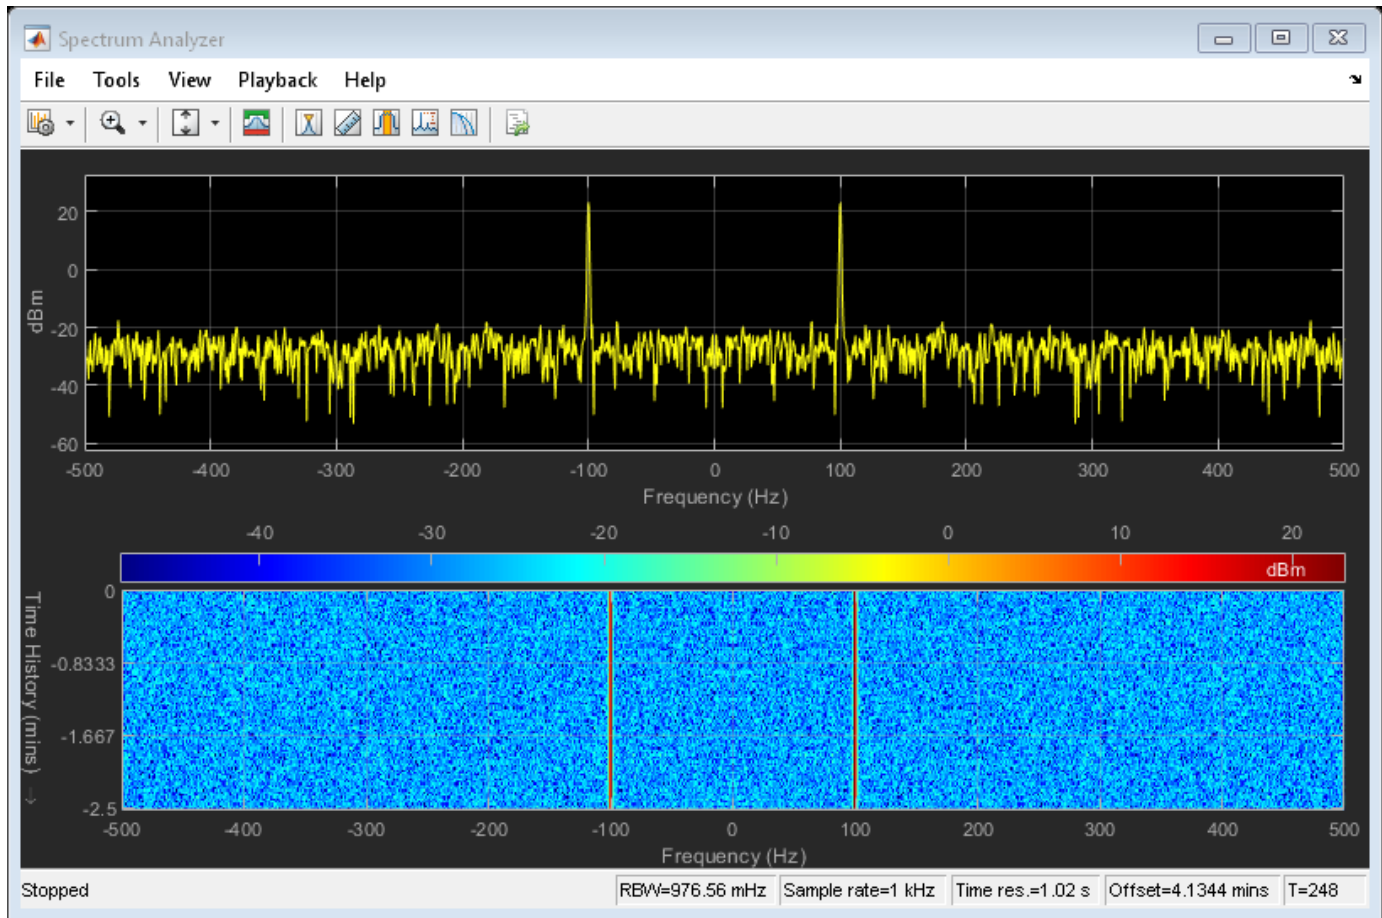 Spectrum Analyzer
File Tools View Playback Help
20
0
-20
-40
-60
dBm
-500 -400 -300 -200 -100 0 100 200 300 400 500
Frequency (Hz)
-40 -30 -20 -10 0 10 20
dBm
0
-0.8333
-1.667
-2.5
Time History (mins) →
-500 -400 -300 -200 -100 0 100 200 300 400 500
Frequency (Hz)
Stopped RBW=976.56 mHz Sample rate=1 kHz Time res.=1.02 s Offset=4.1344 mins T=248